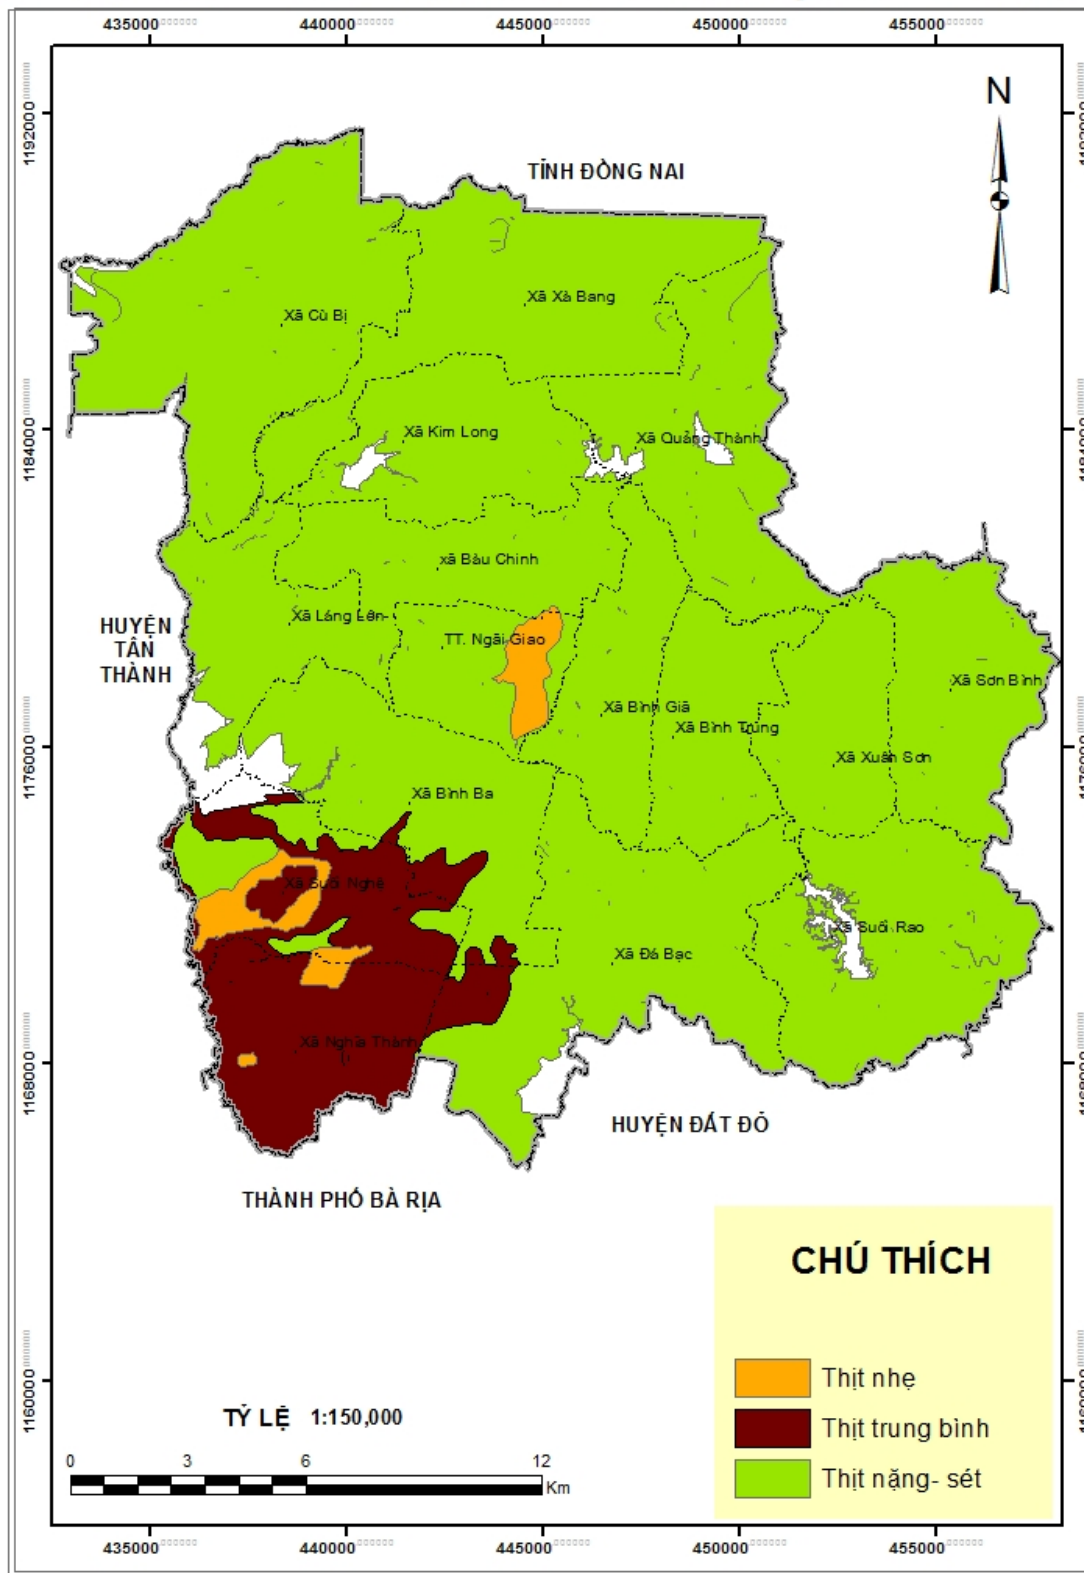 435000 440000 445000 450000 455000
1192000
N
TỈNH ĐỒNG NAI
Xã Xà Bang
Xã Cù Bị
1184000
Xã Kim Long
Xã Quảng Thành
xã Bàu Chinh
Xã Láng Lớn
HUYỆN
TÂN
THÀNH
TT. Ngãi Giao
Xã Sơn Bình
Xã Bình Giã
Xã Bình Trung
1176000
1176000
Xã Xuân Sơn
Xã Bình Ba
Xã Suối Nghệ
Xã Suối Rao
Xã Đá Bạc
Xã Nghĩa Thành
1168000
1168000
HUYỆN ĐẤT ĐỎ
THÀNH PHỐ BÀ RỊA
CHÚ THÍCH
Thịt nhẹ
1160000
TỶ LỆ 1:150,000
Thịt trung bình
0 3 6 12
Km
Thịt nặng- sét
435000 440000 445000 450000 455000